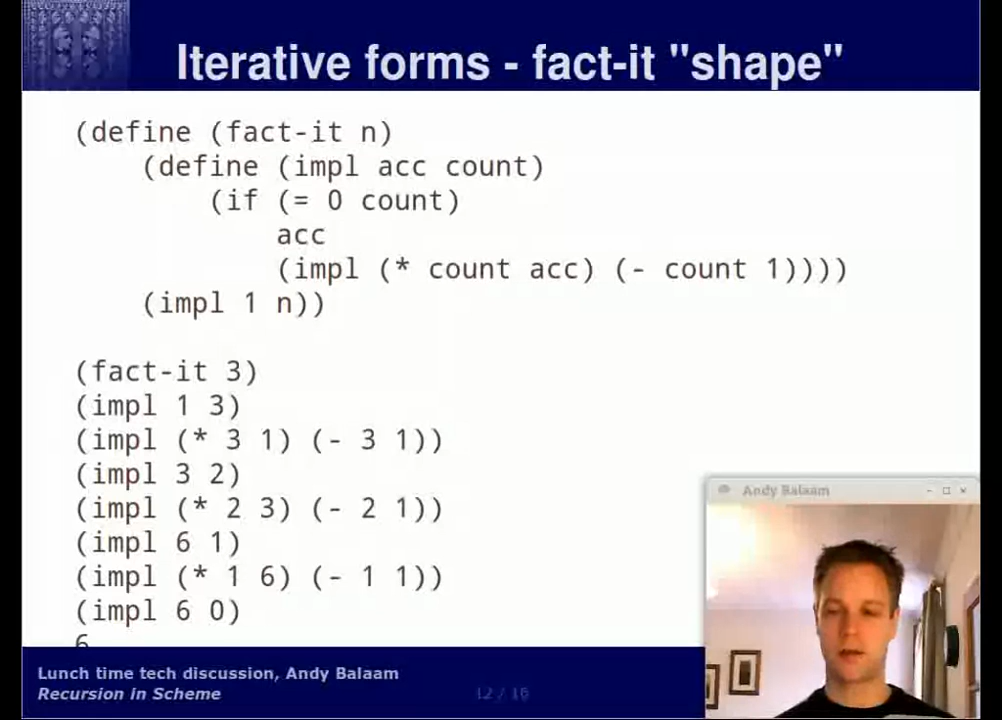 Iterative forms - fact-it "shape"
(define (fact-it n)
(define (impl acc count)
(if (= 0 count)
acc
(impl (* count acc) (- count 1))))
(impl 1 n))
(fact-it 3)
(impl 1 3)
(impl (* 3 1) (- 3 1))
(impl 3 2)
(impl (* 2 3) (- 2 1))
(impl 6 1)
(impl (* 1 6) (- 1 1))
(impl 6 0)
6
Andy Balaam
Lunch time tech discussion, Andy Balaam
Recursion in Scheme
12 / 16